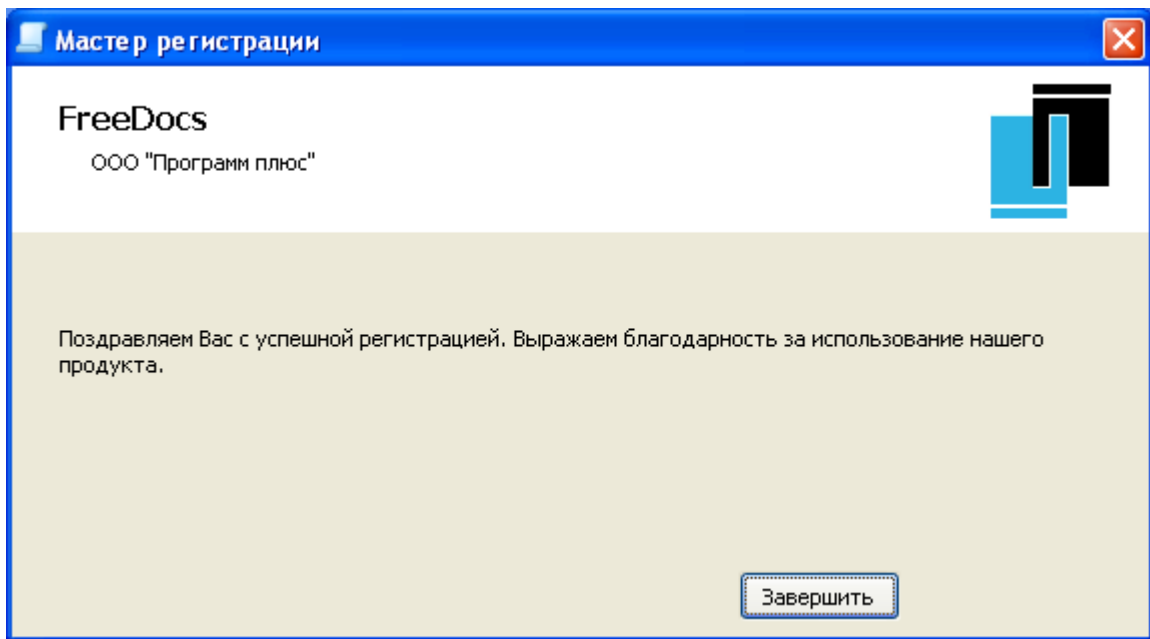 Мастер регистрации
FreeDocs
ООО "Программ плюс"
Поздравляем Вас с успешной регистрацией. Выражаем благодарность за использование нашего
продукта.
Завершить